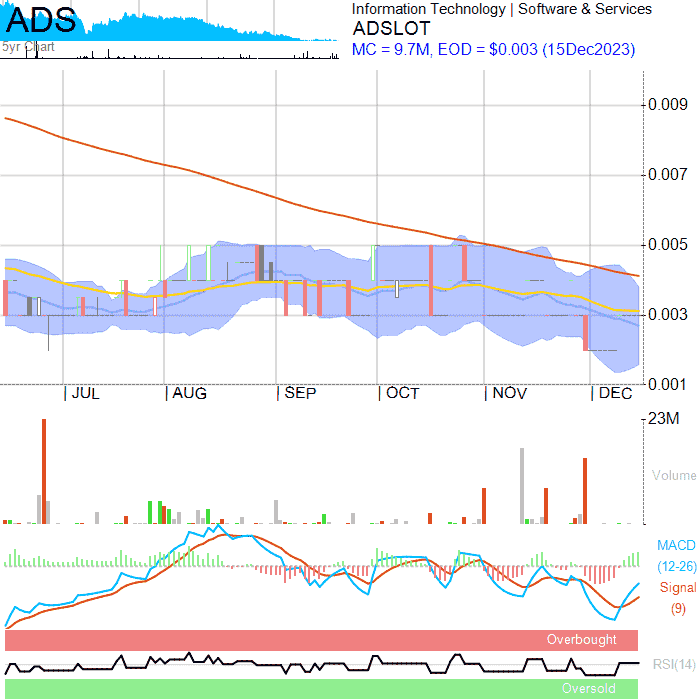 ADS
5yr Chart
Information Technology | Software & Services
ADSLOT
MC = 9.7M, EOD = $0.003 (15Dec2023)
0.009
0.007
0.005
0.003
0.001
| JUL | AUG | SEP | OCT | NOV | DEC
23M
Volume
MACD
(12-26)
Signal
(9)
Overbought
RSI(14)
Oversold